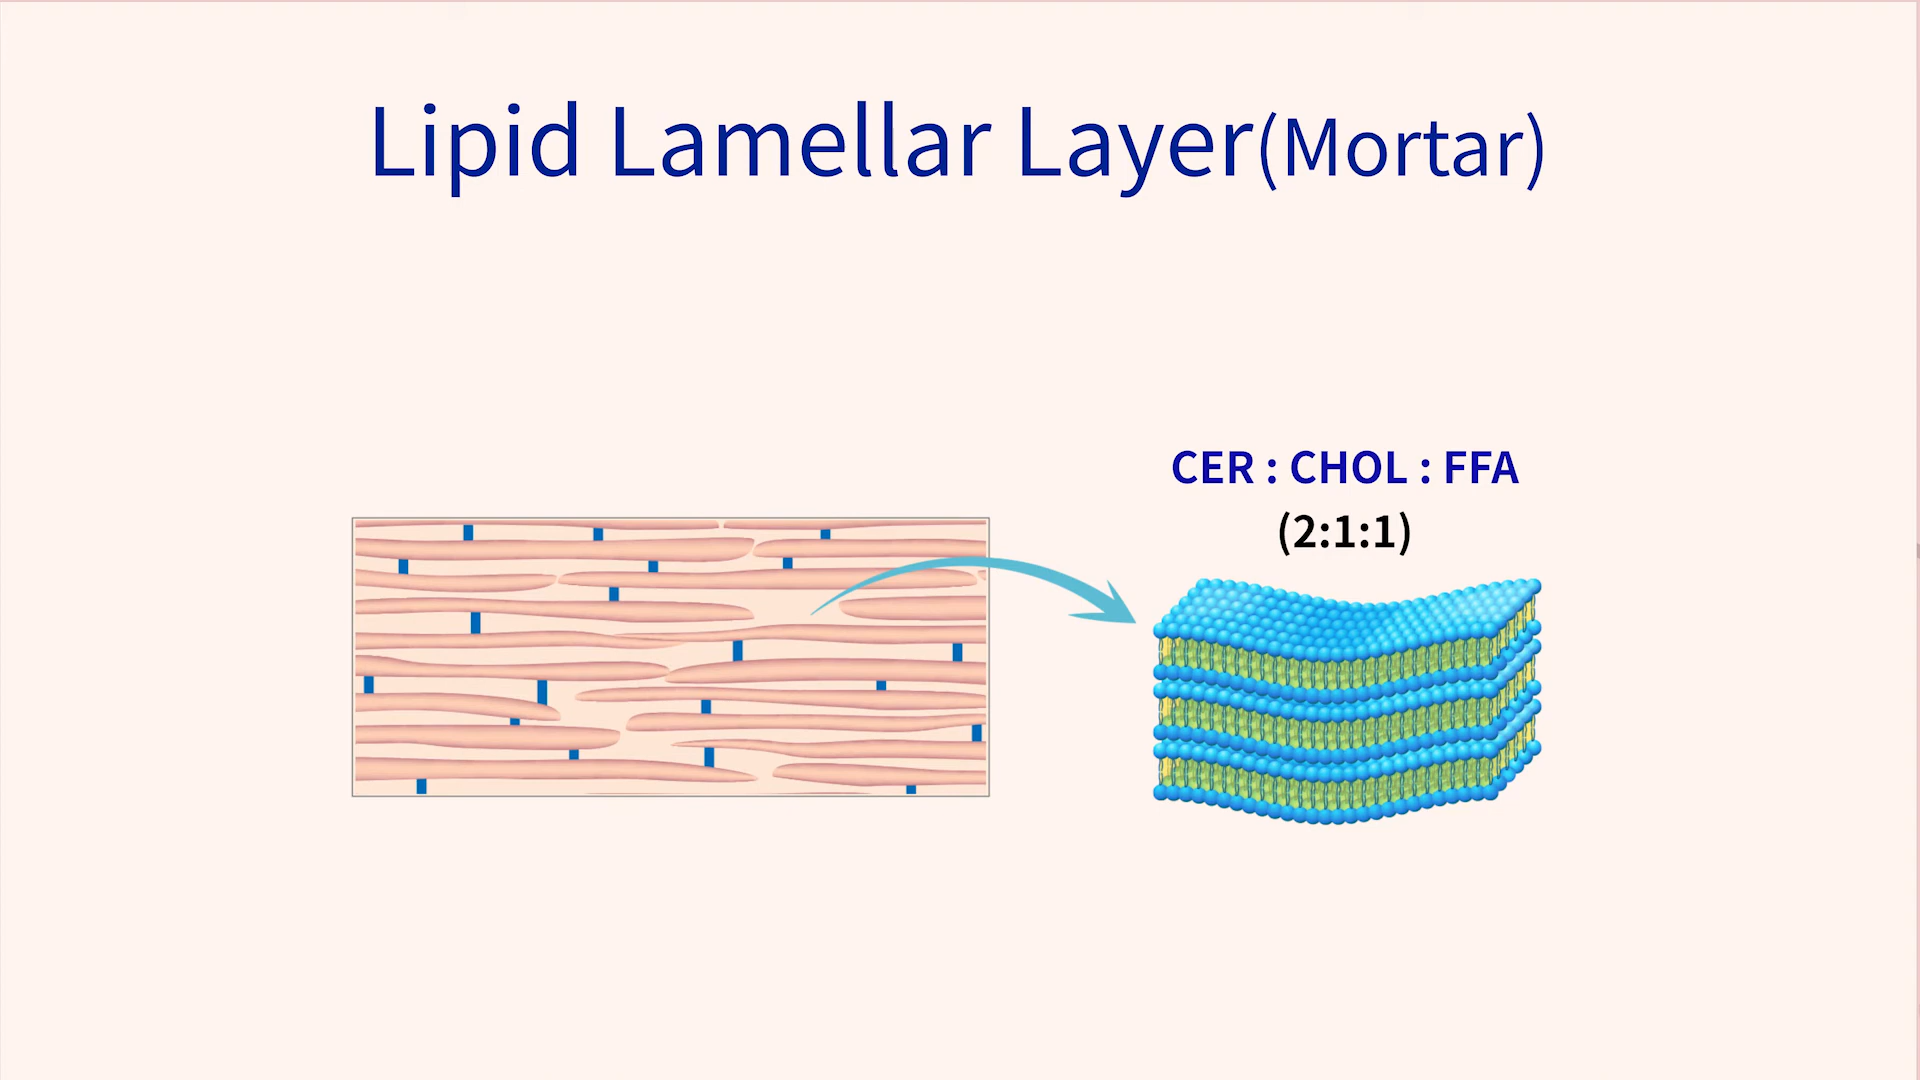 Lipid Lamellar Layer(Mortar)
CER : CHOL : FFA
(2:1:1)